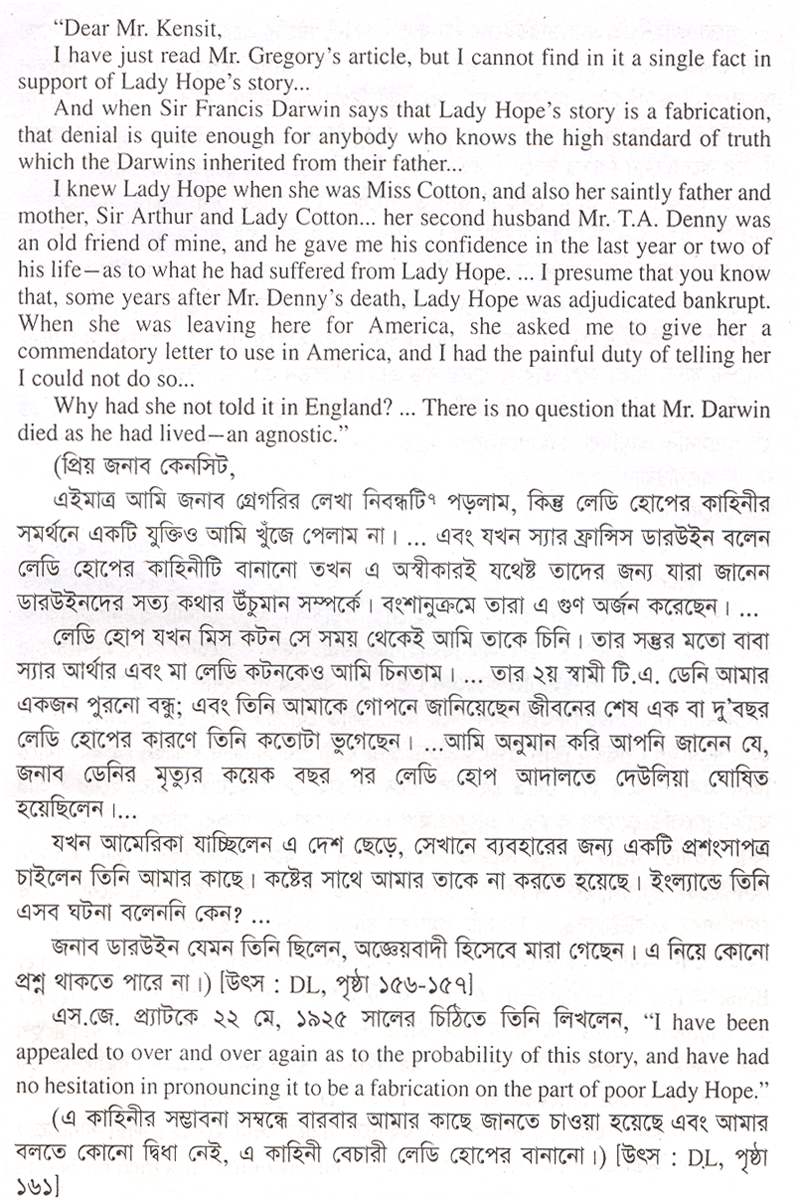 “Dear Mr. Kensit,
I have just read Mr. Gregory’s article, but I cannot find in it a single fact in
support of Lady Hope’s story...
And when Sir Francis Darwin says that Lady Hope’s story is a fabrication,
that denial is quite enough for anybody who knows the high standard of truth
which the Darwins inherited from their father...
I knew Lady Hope when she was Miss Cotton, and also her saintly father and
mother, Sir Arthur and Lady Cotton... her second husband Mr. T.A. Denny was
an old friend of mine, and he gave me his confidence in the last year or two of
his life—as to what he had suffered from Lady Hope. ... I presume that you know
that, some years after Mr. Denny’s death, Lady Hope was adjudicated bankrupt.
When she was leaving here for America, she asked me to give her a
commendatory letter to use in America, and I had the painful duty of telling her
I could not do so...
Why had she not told it in England? ... There is no question that Mr. Darwin
died as he had lived—an agnostic.”
(প্রিয় জনাব কেনসিট,
এইমাত্র আমি জনাব গ্রেগরির লেখা নিবন্ধটি৭ পড়লাম, কিন্তু লেডি হোপের কাহিনীর
সমর্থনে একটি যুক্তিও আমি খুঁজে পেলাম না। ... এবং যখন স্যার ফ্রান্সিস ডারউইন বলেন
লেডি হোপের কাহিনীটি বানানো তখন এ অস্বীকারই যথেষ্ট তাদের জন্য যারা জানেন
ডারউইনদের সত্য কথার উঁচুমান সম্পর্কে। বংশানুক্রমে তারা এ গুণ অর্জন করেছেন। ...
লেডি হোপ যখন মিস কটন সে সময় থেকেই আমি তাকে চিনি। তার সন্তুর মতো বাবা
স্যার আর্থার এবং মা লেডি কটনকেও আমি চিনতাম। ... তার ২য় স্বামী টি.এ. ডেনি আমার
একজন পুরনো বন্ধু; এবং তিনি আমাকে গোপনে জানিয়েছেন জীবনের শেষ এক বা দু’বছর
লেডি হোপের কারণে তিনি কতোটা ভুগেছেন। ...আমি অনুমান করি আপনি জানেন যে,
জনাব ডেনির মৃত্যুর কয়েক বছর পর লেডি হোপ আদালতে দেউলিয়া ঘোষিত
হয়েছিলেন।...
যখন আমেরিকা যাচ্ছিলেন এ দেশ ছেড়ে, সেখানে ব্যবহারের জন্য একটি প্রশংসাপত্র
চাইলেন তিনি আমার কাছে। কষ্টের সাথে আমার তাকে না করতে হয়েছে। ইংল্যান্ডে তিনি
এসব ঘটনা বলেননি কেন? ...
জনাব ডারউইন যেমন তিনি ছিলেন, অজ্ঞেয়বাদী হিসেবে মারা গেছেন। এ নিয়ে কোনো
প্রশ্ন থাকতে পারে না।) [উৎস : DL, পৃষ্ঠা ১৫৬-১৫৭]
এস.জে. প্র্যাটকে ২২ মে, ১৯২৫ সালের চিঠিতে তিনি লিখলেন, “I have been
appealed to over and over again as to the probability of this story, and have had
no hesitation in pronouncing it to be a fabrication on the part of poor Lady Hope.”
(এ কাহিনীর সম্ভাবনা সম্বন্ধে বারবার আমার কাছে জানতে চাওয়া হয়েছে এবং আমার
বলতে কোনো দ্বিধা নেই, এ কাহিনী বেচারী লেডি হোপের বানানো।) [উৎস : DL, পৃষ্ঠা
১৬১]